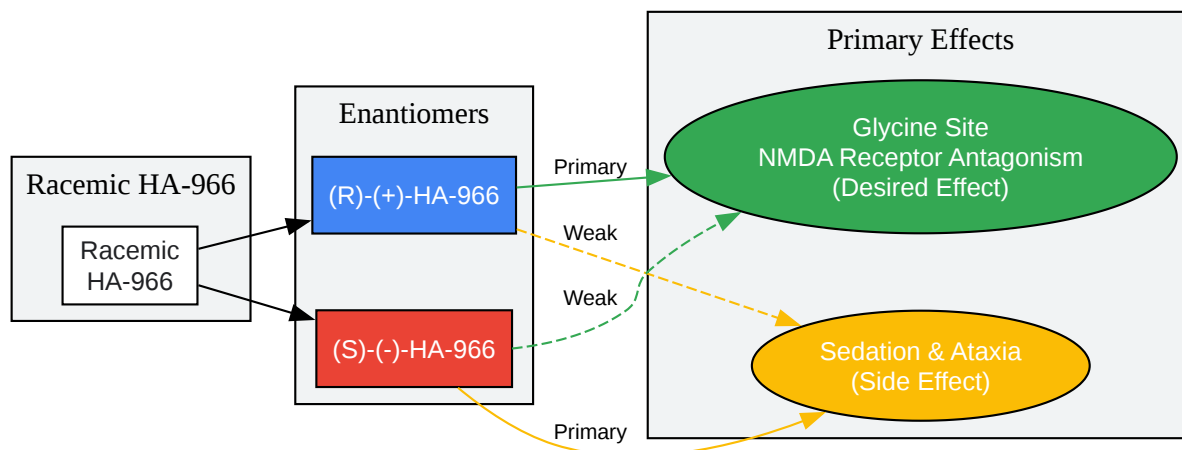 Racemic HA-966
Racemic
HA-966
Enantiomers
(R)-(+)-HA-966
(S)-(-)-HA-966
Primary
Weak
Weak
Primary
Primary Effects
Glycine Site
NMDA Receptor Antagonism
(Desired Effect)
Sedation & Ataxia
(Side Effect)